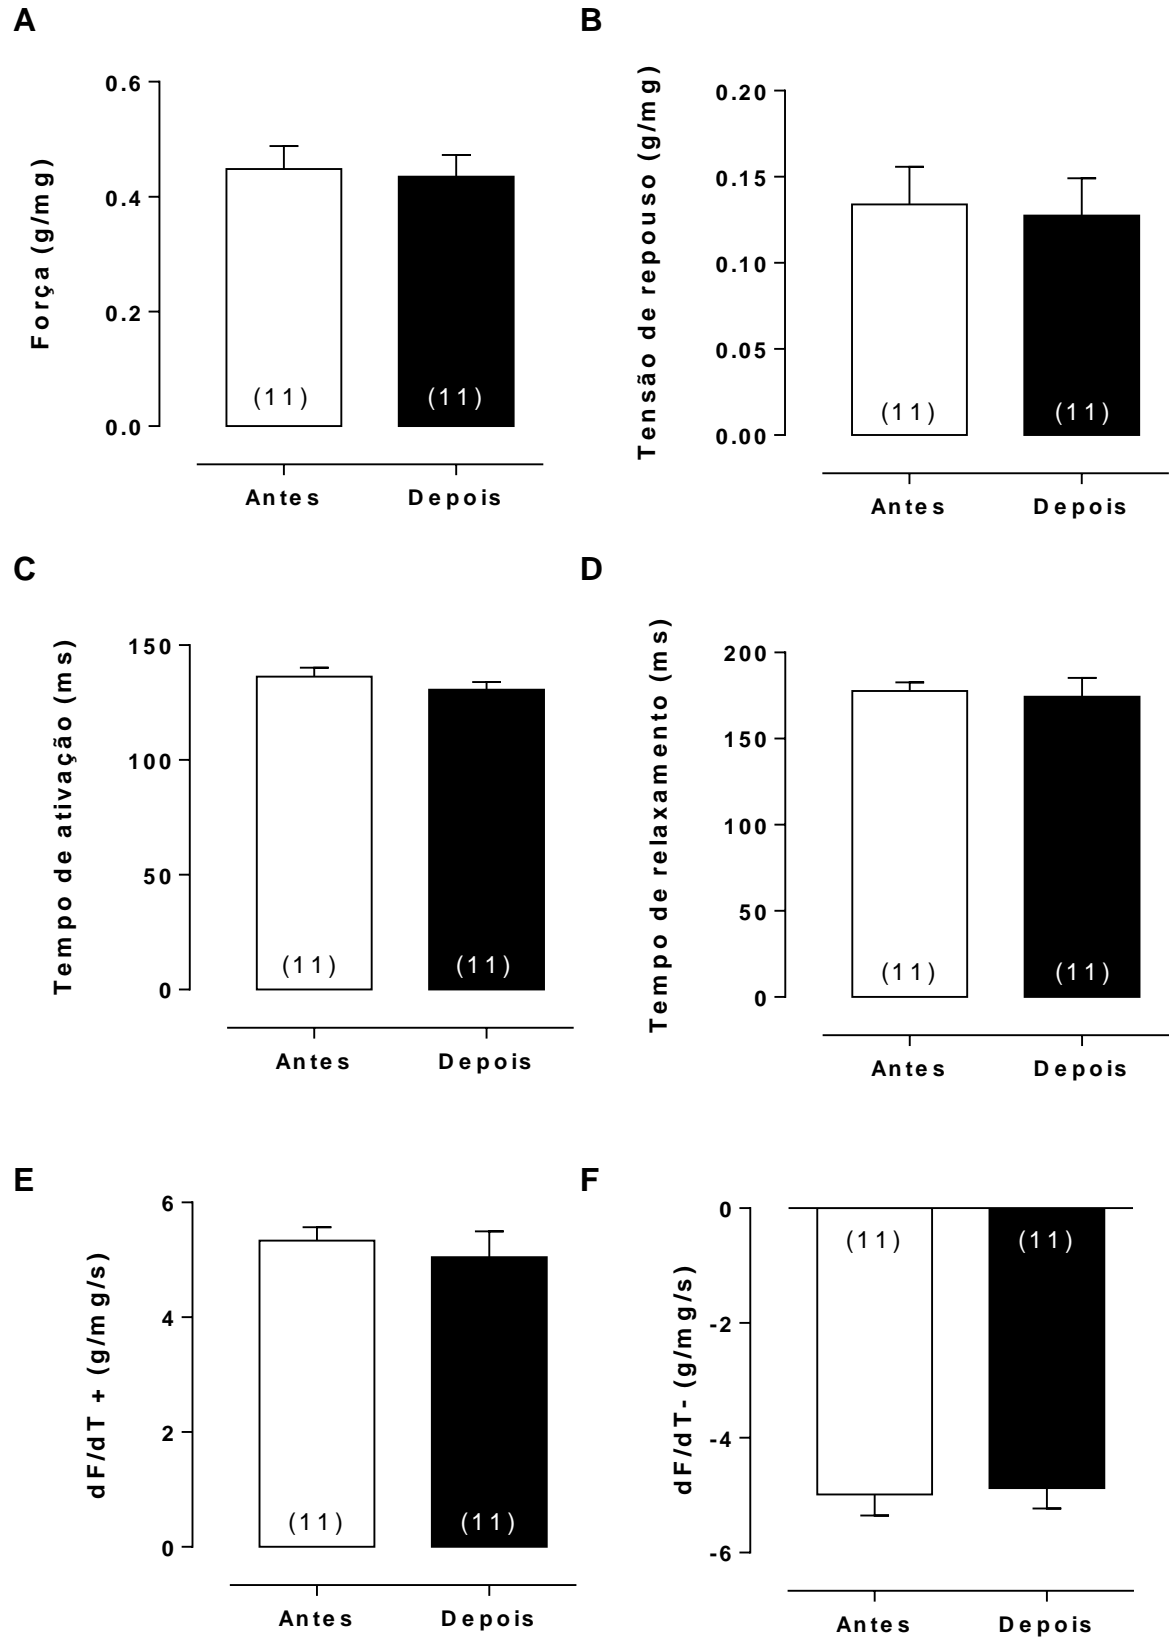 A
Força (g/mg)
0.6
0.4
0.2
0.0
(11)
(11)
Antes
Depois
B
Tensão de repouso (g/mg)
0.20
0.15
0.10
0.05
0.00
(11)
(11)
Antes
Depois
C
Tempo de ativação (ms)
150
100
50
0
(11)
(11)
Antes
Depois
D
Tempo de relaxamento (ms)
200
150
100
50
0
(11)
(11)
Antes
Depois
E
dF/dT + (g/mg/s)
6
4
2
0
(11)
(11)
Antes
Depois
F
dF/dT- (g/mg/s)
0
-2
-4
-6
(11)
(11)
Antes
Depois